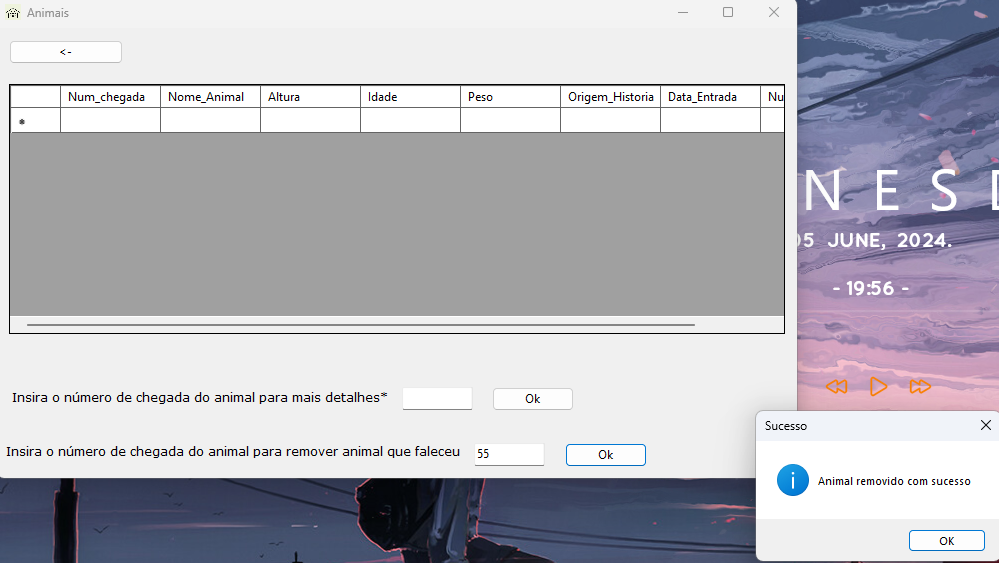 Animais
<-
Num_chegada Nome_Animal Altura Idade Peso Origem_Historia Data_Entrada Nu
*
N E S D
05 JUNE, 2024.
- 19:56 -
Insira o número de chegada do animal para mais detalhes* Ok
Insira o número de chegada do animal para remover animal que faleceu 55 Ok
Sucesso
Animal removido com sucesso
OK